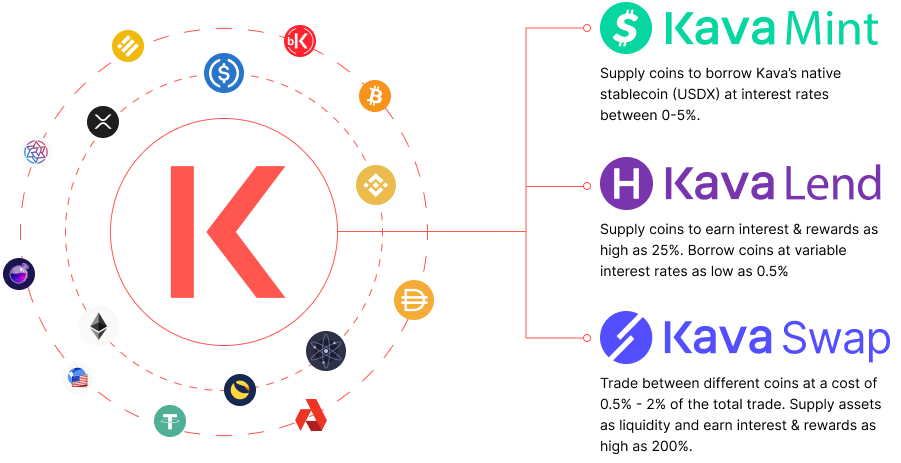 bK
Kava Mint
Supply coins to borrow Kava's native
stablecoin (USDX) at interest rates
between 0-5%.
Kava Lend
Supply coins to earn interest & rewards as
high as 25%. Borrow coins at variable
interest rates as low as 0.5%
Kava Swap
Trade between different coins at a cost of
0.5% - 2% of the total trade. Supply assets
as liquidity and earn interest & rewards as
high as 200%.